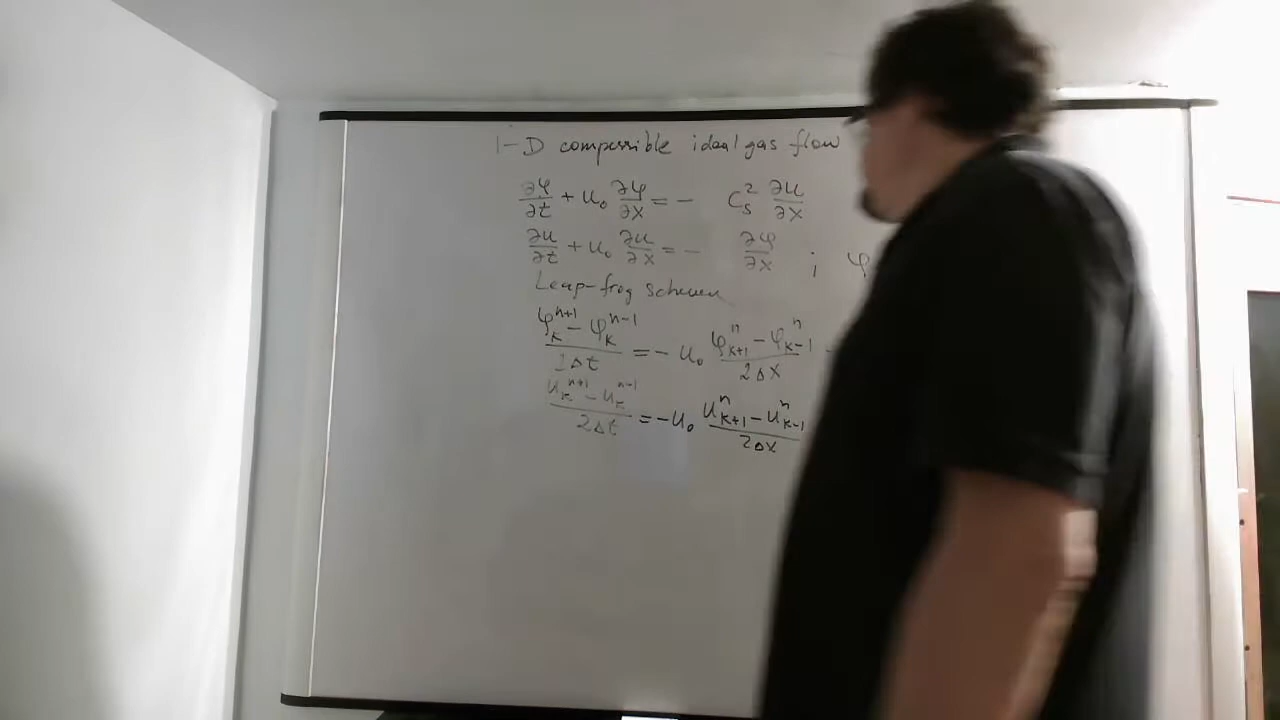 1-D compressible ideal gas flow
∂φ/∂t + u₀ ∂φ/∂x = - C_s² ∂u/∂x
∂u/∂t + u₀ ∂u/∂x = - ∂φ/∂x ; φ
Leap-frog scheme
(φ_k^{n+1} - φ_k^{n-1})/(2Δt) = - u₀ (φ_{k+1}^n - φ_{k-1}^n)/(2Δx) -
(u_k^{n+1} - u_k^{n-1})/(2Δt) = - u₀ (u_{k+1}^n - u_{k-1}^n)/(2Δx)